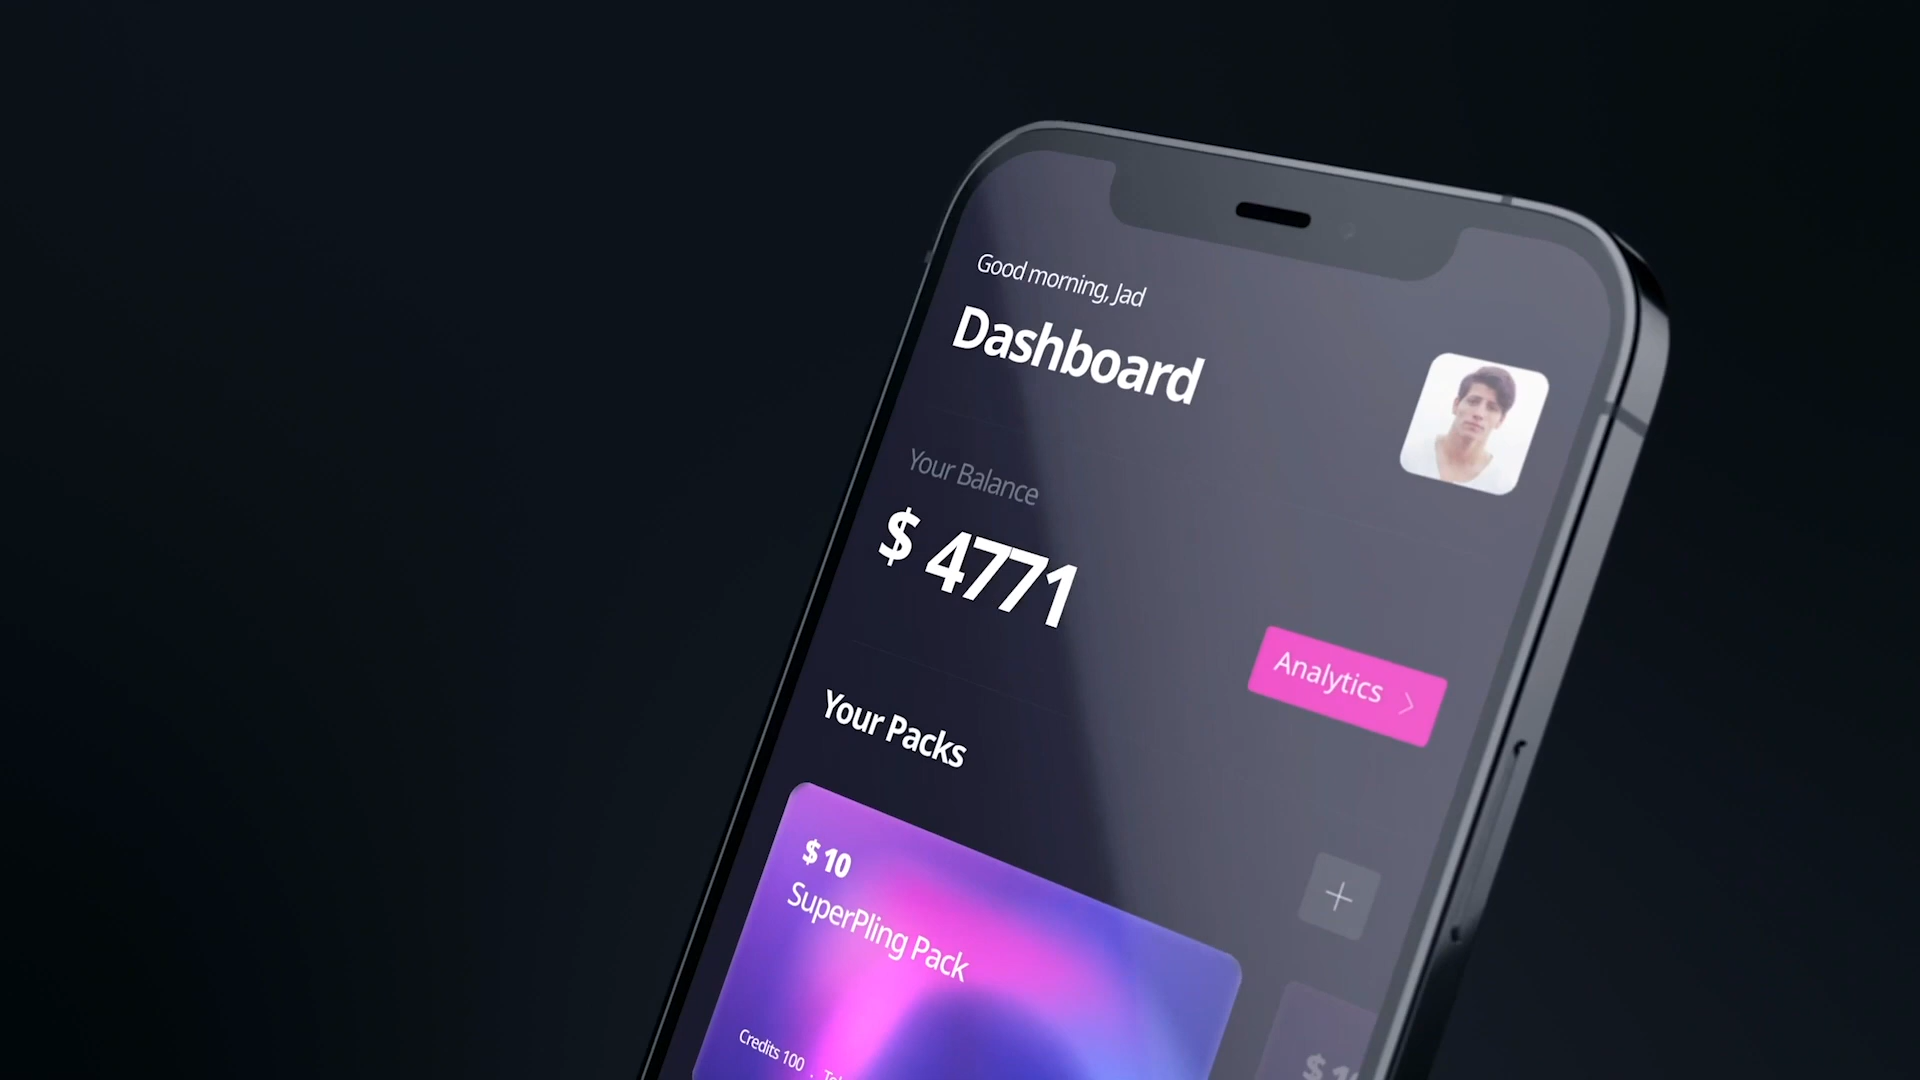 Good morning, Jad
Dashboard
Your Balance
$ 4771
Analytics
Your Packs
$ 10
SuperPling Pack
Credits 100 .